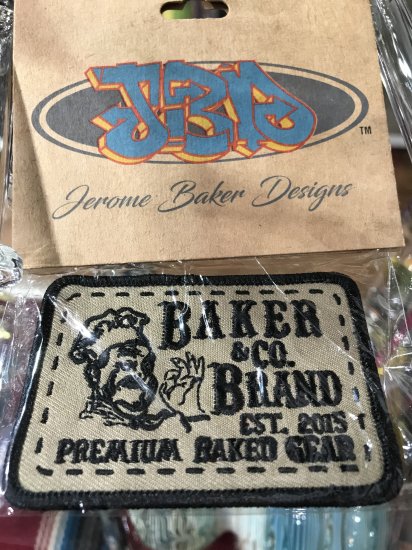 JBD
TM
Jerome Baker Designs
BAKER
& CO.
BRAND
EST. 2015
PREMIUM BAKED GEAR